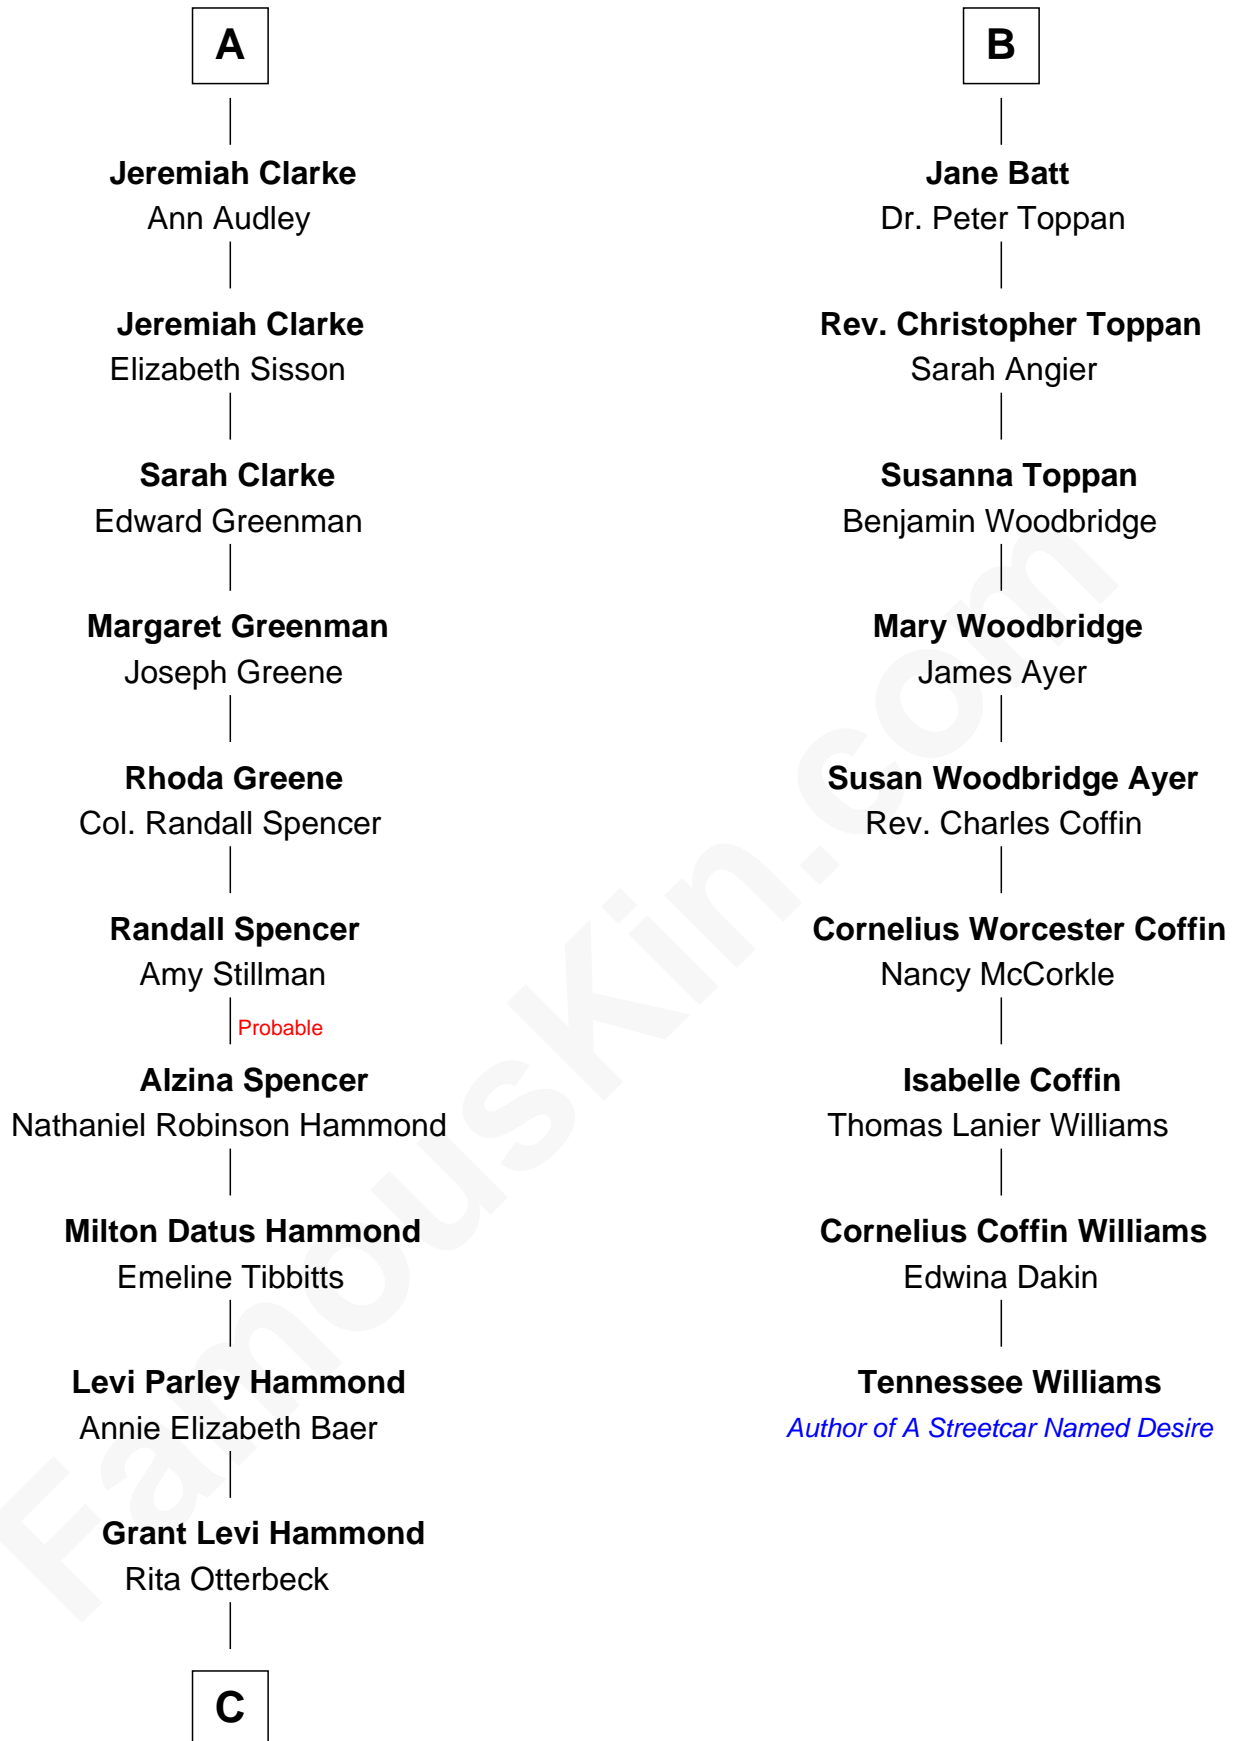 A
Jeremiah Clarke
Ann Audley
Jeremiah Clarke
Elizabeth Sisson
Sarah Clarke
Edward Greenman
Margaret Greenman
Joseph Greene
Rhoda Greene
Col. Randall Spencer
Randall Spencer
Amy Stillman
Probable
Alzina Spencer
Nathaniel Robinson Hammond
Milton Datus Hammond
Emeline Tibbitts
Levi Parley Hammond
Annie Elizabeth Baer
Grant Levi Hammond
Rita Otterbeck
C
B
Jane Batt
Dr. Peter Toppan
Rev. Christopher Toppan
Sarah Angier
Susanna Toppan
Benjamin Woodbridge
Mary Woodbridge
James Ayer
Susan Woodbridge Ayer
Rev. Charles Coffin
Cornelius Worcester Coffin
Nancy McCorkle
Isabelle Coffin
Thomas Lanier Williams
Cornelius Coffin Williams
Edwina Dakin
Tennessee Williams
Author of A Streetcar Named Desire
FamousKin.com